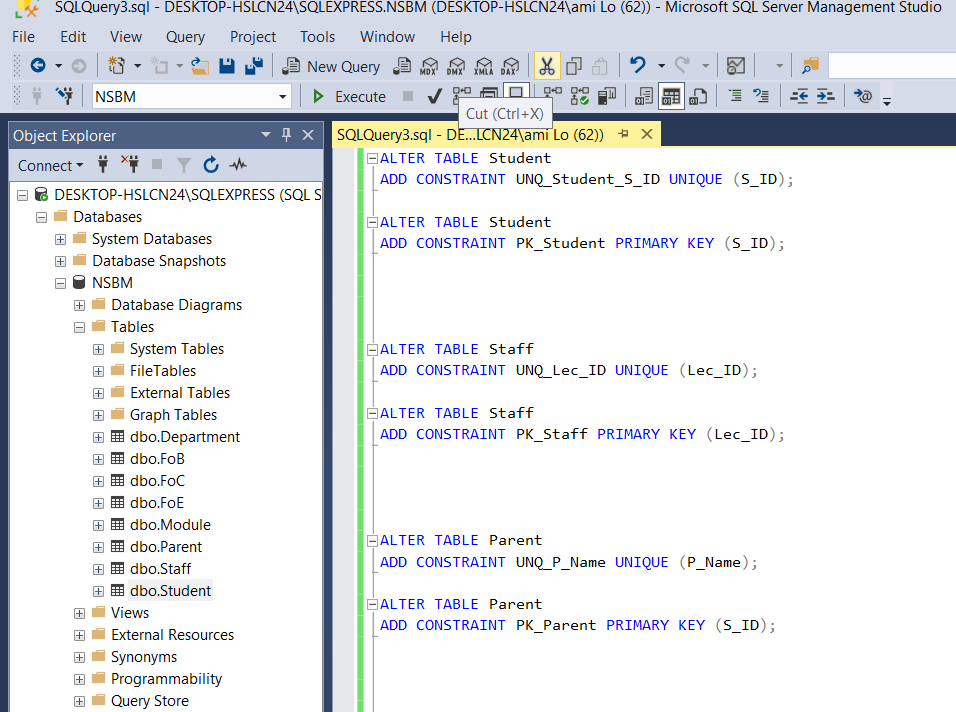 SQLQuery3.sql - DESKTOP-HSLCN24\SQLEXPRESS.NSBM (DESKTOP-HSLCN24\ami Lo (62)) - Microsoft SQL Server Management Studio
File Edit View Query Project Tools Window Help
New Query MDX DMX XMLA DAX
NSBM Execute
Cut (Ctrl+X)
Object Explorer
SQLQuery3.sql - DE...LCN24\ami Lo (62))
Connect
DESKTOP-HSLCN24\SQLEXPRESS (SQL S
Databases
System Databases
Database Snapshots
NSBM
Database Diagrams
Tables
System Tables
FileTables
External Tables
Graph Tables
dbo.Department
dbo.FoB
dbo.FoC
dbo.FoE
dbo.Module
dbo.Parent
dbo.Staff
dbo.Student
Views
External Resources
Synonyms
Programmability
Query Store
ALTER TABLE Student
ADD CONSTRAINT UNQ_Student_S_ID UNIQUE (S_ID);
ALTER TABLE Student
ADD CONSTRAINT PK_Student PRIMARY KEY (S_ID);
ALTER TABLE Staff
ADD CONSTRAINT UNQ_Lec_ID UNIQUE (Lec_ID);
ALTER TABLE Staff
ADD CONSTRAINT PK_Staff PRIMARY KEY (Lec_ID);
ALTER TABLE Parent
ADD CONSTRAINT UNQ_P_Name UNIQUE (P_Name);
ALTER TABLE Parent
ADD CONSTRAINT PK_Parent PRIMARY KEY (S_ID);